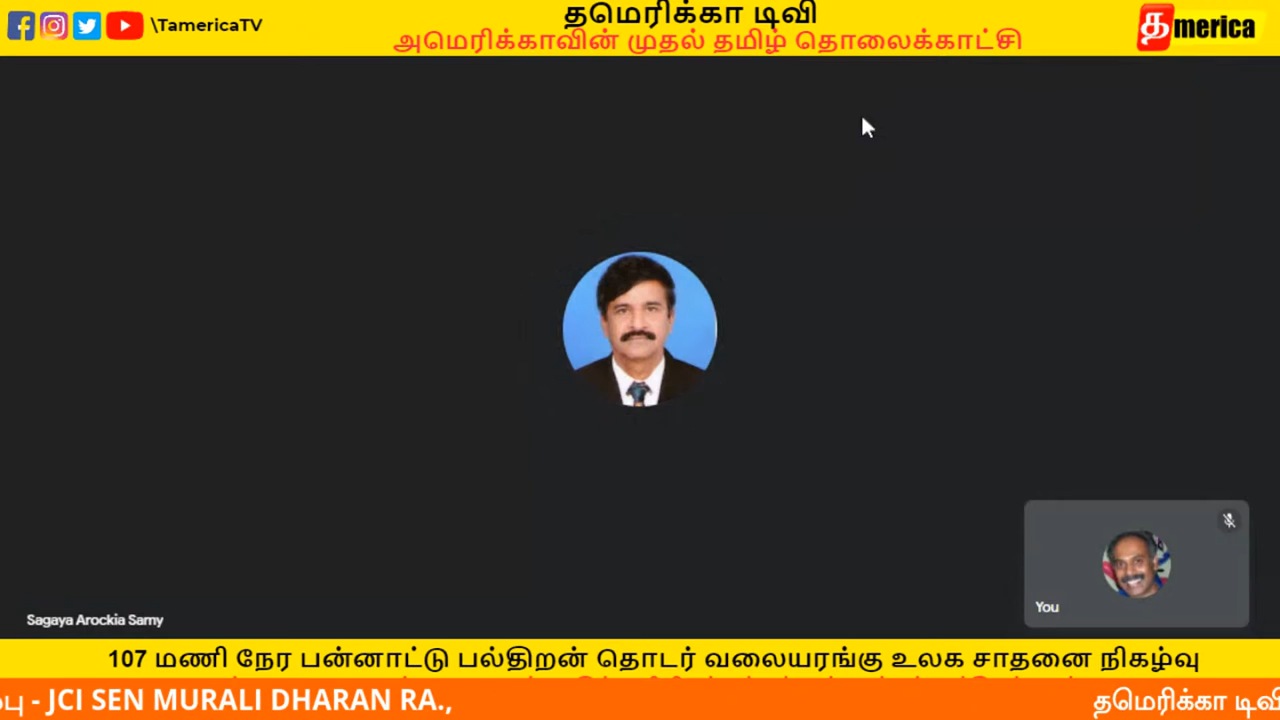 \TamericaTV
தமெரிக்கா டிவி
அமெரிக்காவின் முதல் தமிழ் தொலைக்காட்சி
தmerica
Sagaya Arockia Samy
You
107 மணி நேர பன்னாட்டு பல்திறன் தொடர் வலையரங்கு உலக சாதனை நிகழ்வு
பு - JCI SEN MURALI DHARAN RA.,
தமெரிக்கா டிவி